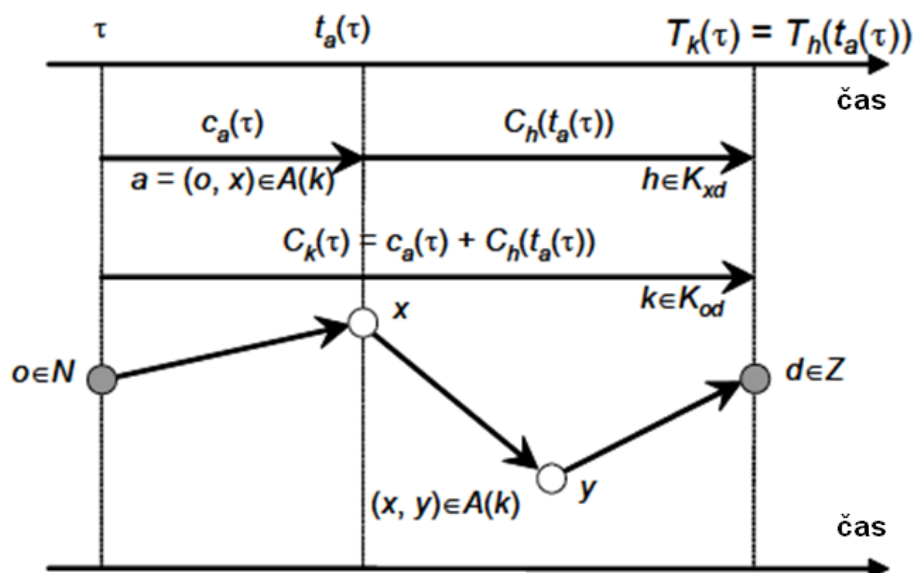 τ t_a(τ) T_k(τ) = T_h(t_a(τ))
čas
c_a(τ) C_h(t_a(τ))
a = (o, x)∈A(k) h∈K_xd
C_k(τ) = c_a(τ) + C_h(t_a(τ))
k∈K_od
x
o∈N d∈Z
(x, y)∈A(k) y
čas